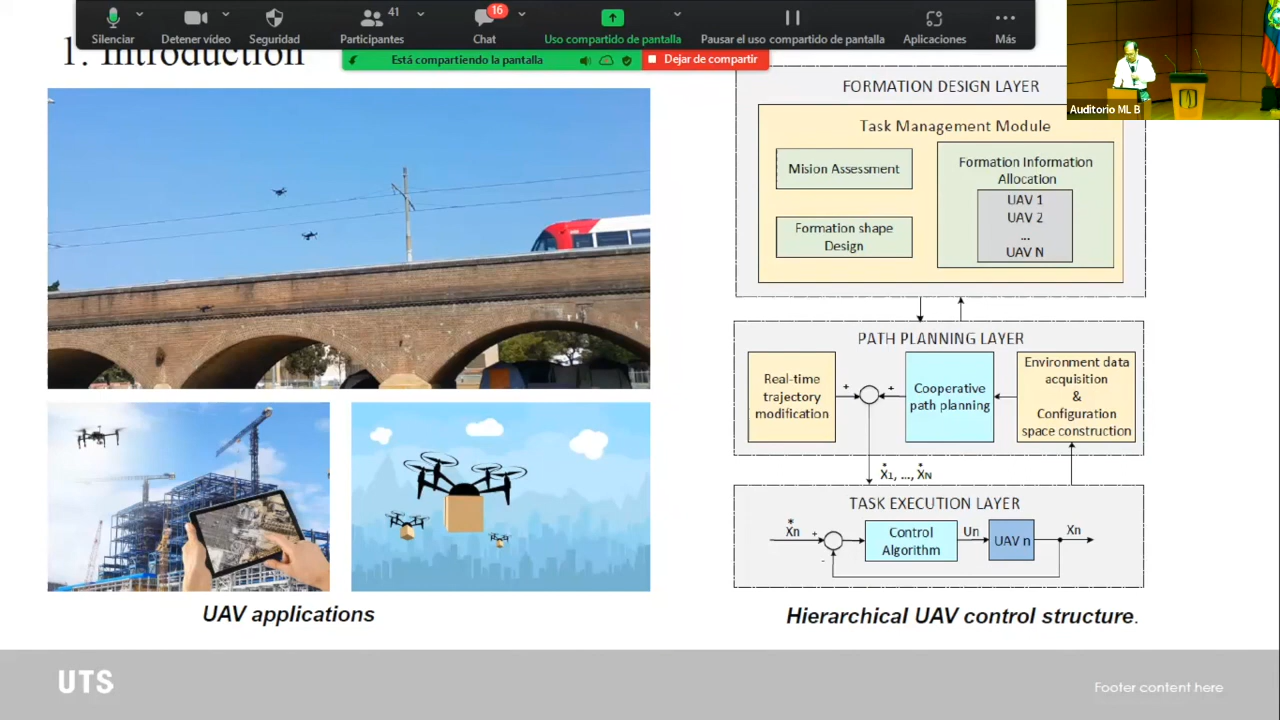 Silenciar
Detener vídeo
Seguridad
Participantes
41
Chat
16
Uso compartido de pantalla
Pausar el uso compartido de pantalla
Aplicaciones
Más
Está compartiendo la pantalla
Dejar de compartir
Auditorio ML B
1. Introduction
UAV applications
FORMATION DESIGN LAYER
Task Management Module
Mision Assessment
Formation shape
Design
Formation Information
Allocation
UAV 1
UAV 2
...
UAV N
PATH PLANNING LAYER
Real-time
trajectory
modification
+
+
Cooperative
path planning
Environment data
acquisition
&
Configuration
space construction
X̊1, ..., X̊N
TASK EXECUTION LAYER
*
Xn
+
-
Control
Algorithm
Un
UAV n
Xn
Hierarchical UAV control structure.
UTS
Footer content here